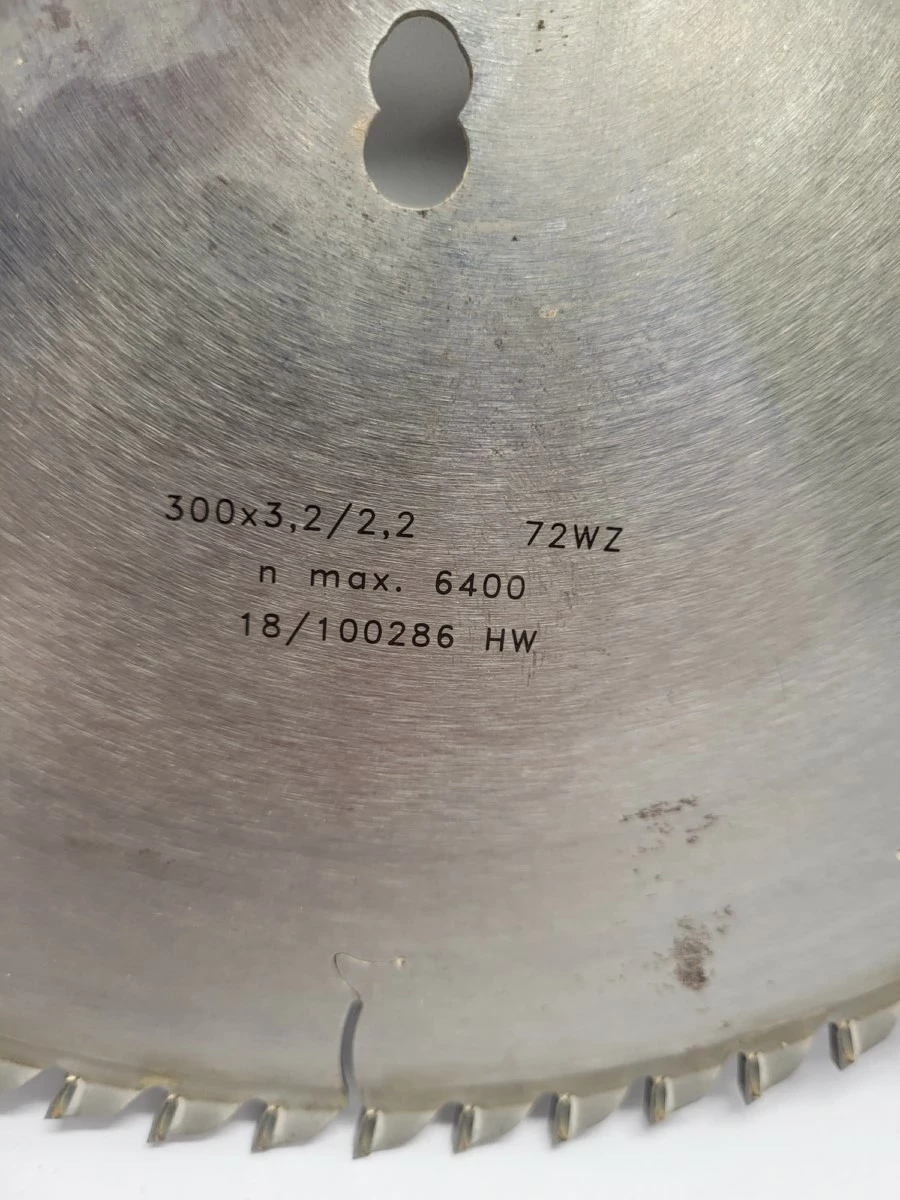 300x3,2/2,2 72WZ
n max. 6400
18/100286 HW